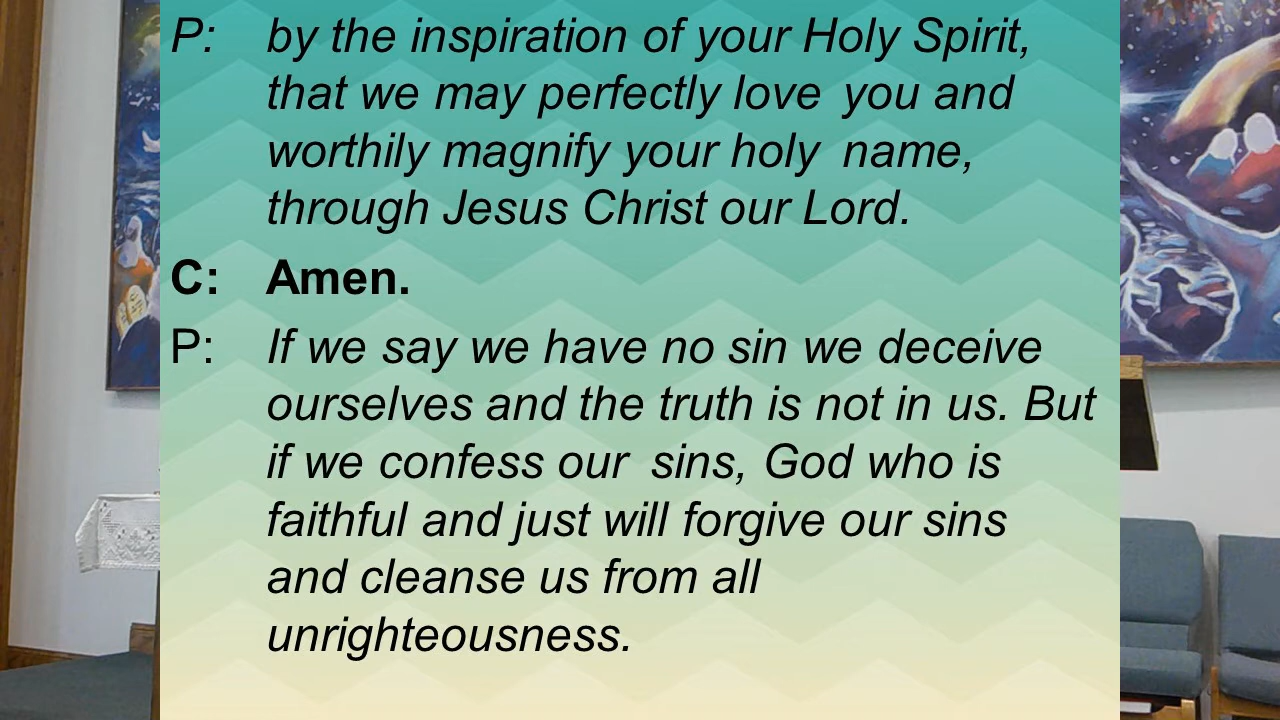 P: by the inspiration of your Holy Spirit,
that we may perfectly love you and
worthily magnify your holy name,
through Jesus Christ our Lord.
C: Amen.
P: If we say we have no sin we deceive
ourselves and the truth is not in us. But
if we confess our sins, God who is
faithful and just will forgive our sins
and cleanse us from all
unrighteousness.